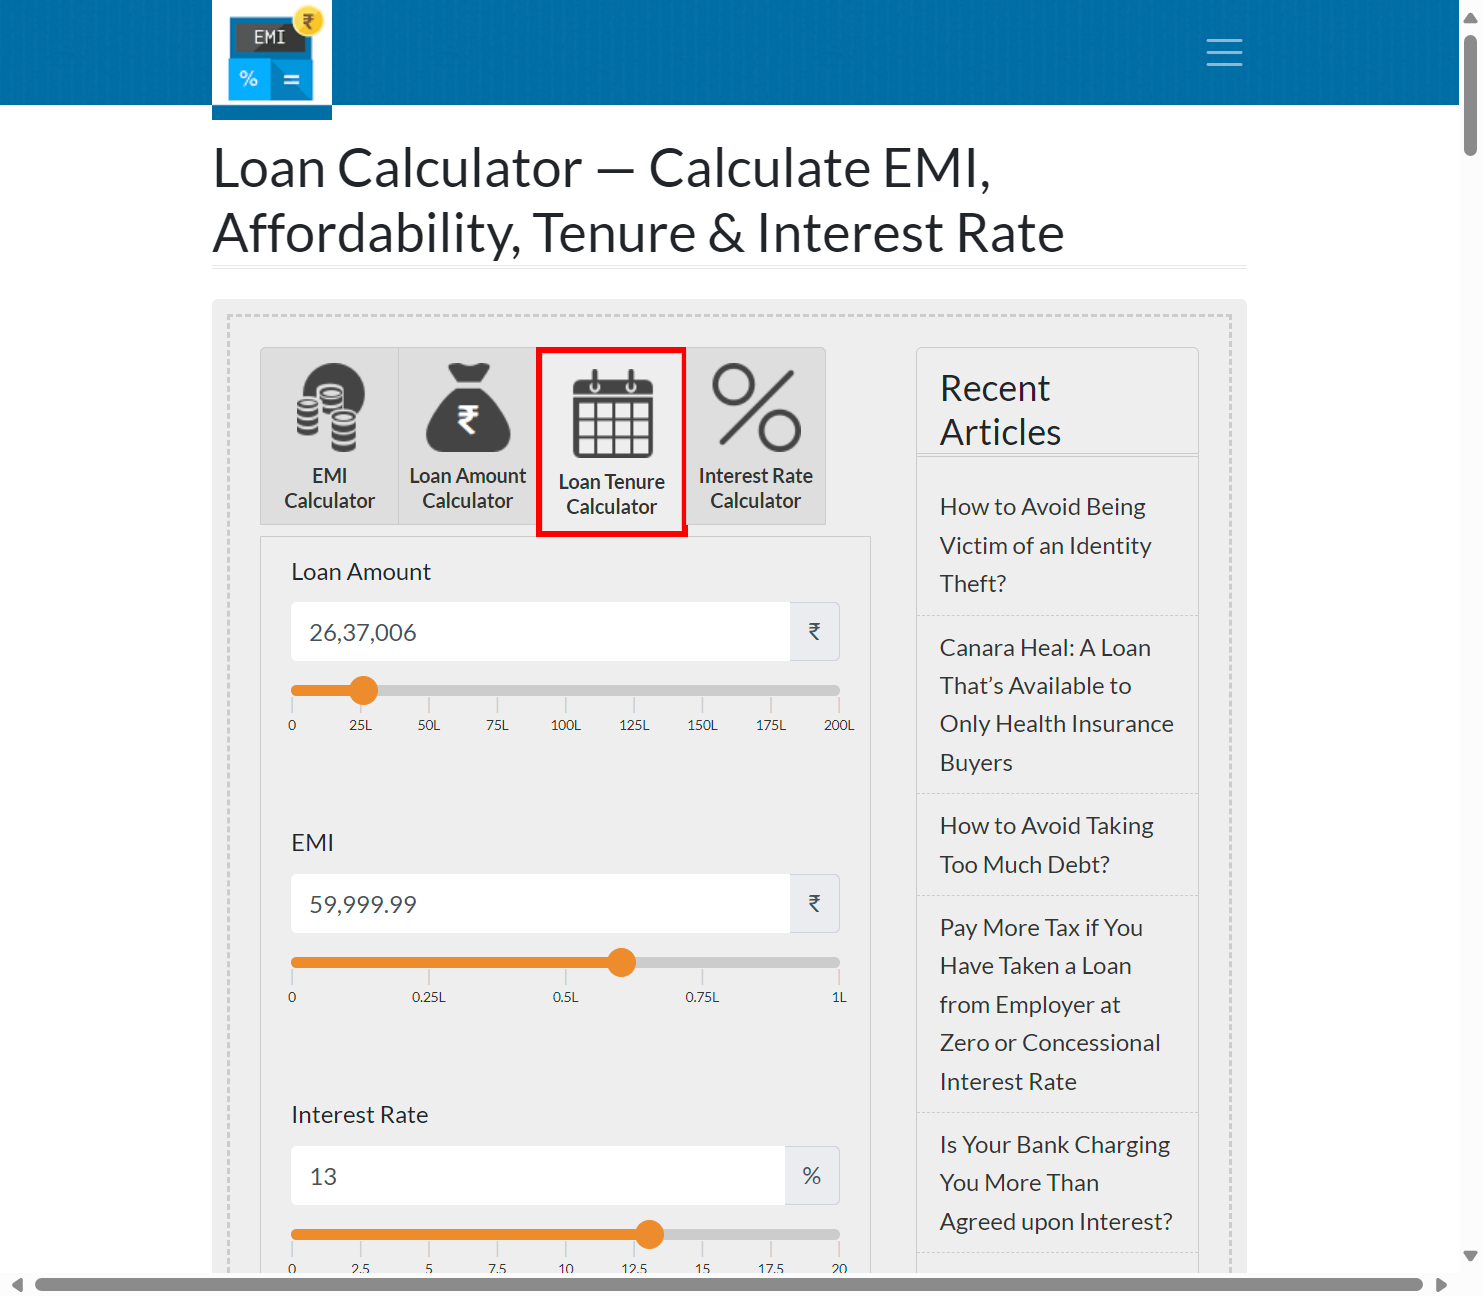 EMI
₹
% =
Loan Calculator — Calculate EMI,
Affordability, Tenure & Interest Rate
EMI
Calculator
₹
Loan Amount
Calculator
Loan Tenure
Calculator
Interest Rate
Calculator
Loan Amount
26,37,006 ₹
0 25L 50L 75L 100L 125L 150L 175L 200L
EMI
59,999.99 ₹
0 0.25L 0.5L 0.75L 1L
Interest Rate
13 %
0 2.5 5 7.5 10 12.5 15 17.5 20
Recent
Articles
How to Avoid Being
Victim of an Identity
Theft?
Canara Heal: A Loan
That’s Available to
Only Health Insurance
Buyers
How to Avoid Taking
Too Much Debt?
Pay More Tax if You
Have Taken a Loan
from Employer at
Zero or Concessional
Interest Rate
Is Your Bank Charging
You More Than
Agreed upon Interest?